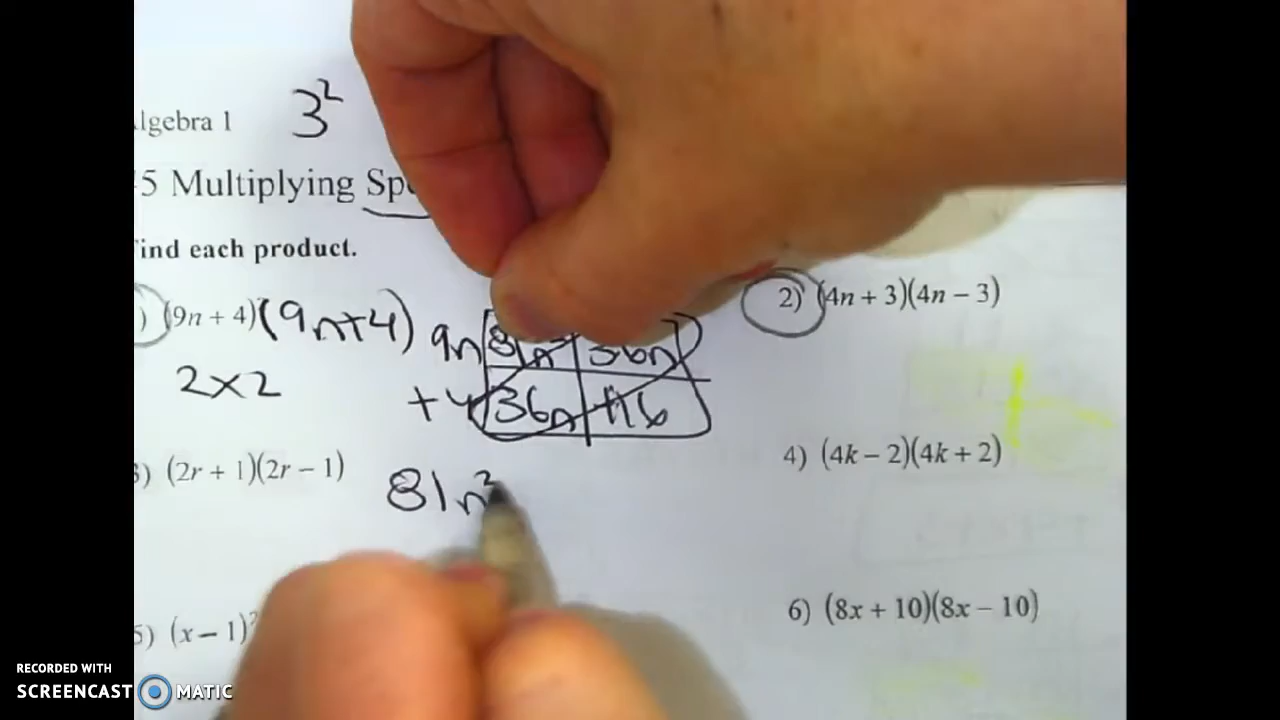 lgebra 1 3²
5 Multiplying
ind each product.
) (9n + 4)(9n+4)
9n 81n² 36n
+4 36n +16
2x2
2) (4n + 3)(4n − 3)
3) (2r + 1)(2r − 1)
81n²
4) (4k − 2)(4k + 2)
5) (x − 1)²
6) (8x + 10)(8x − 10)
RECORDED WITH
SCREENCAST MATIC